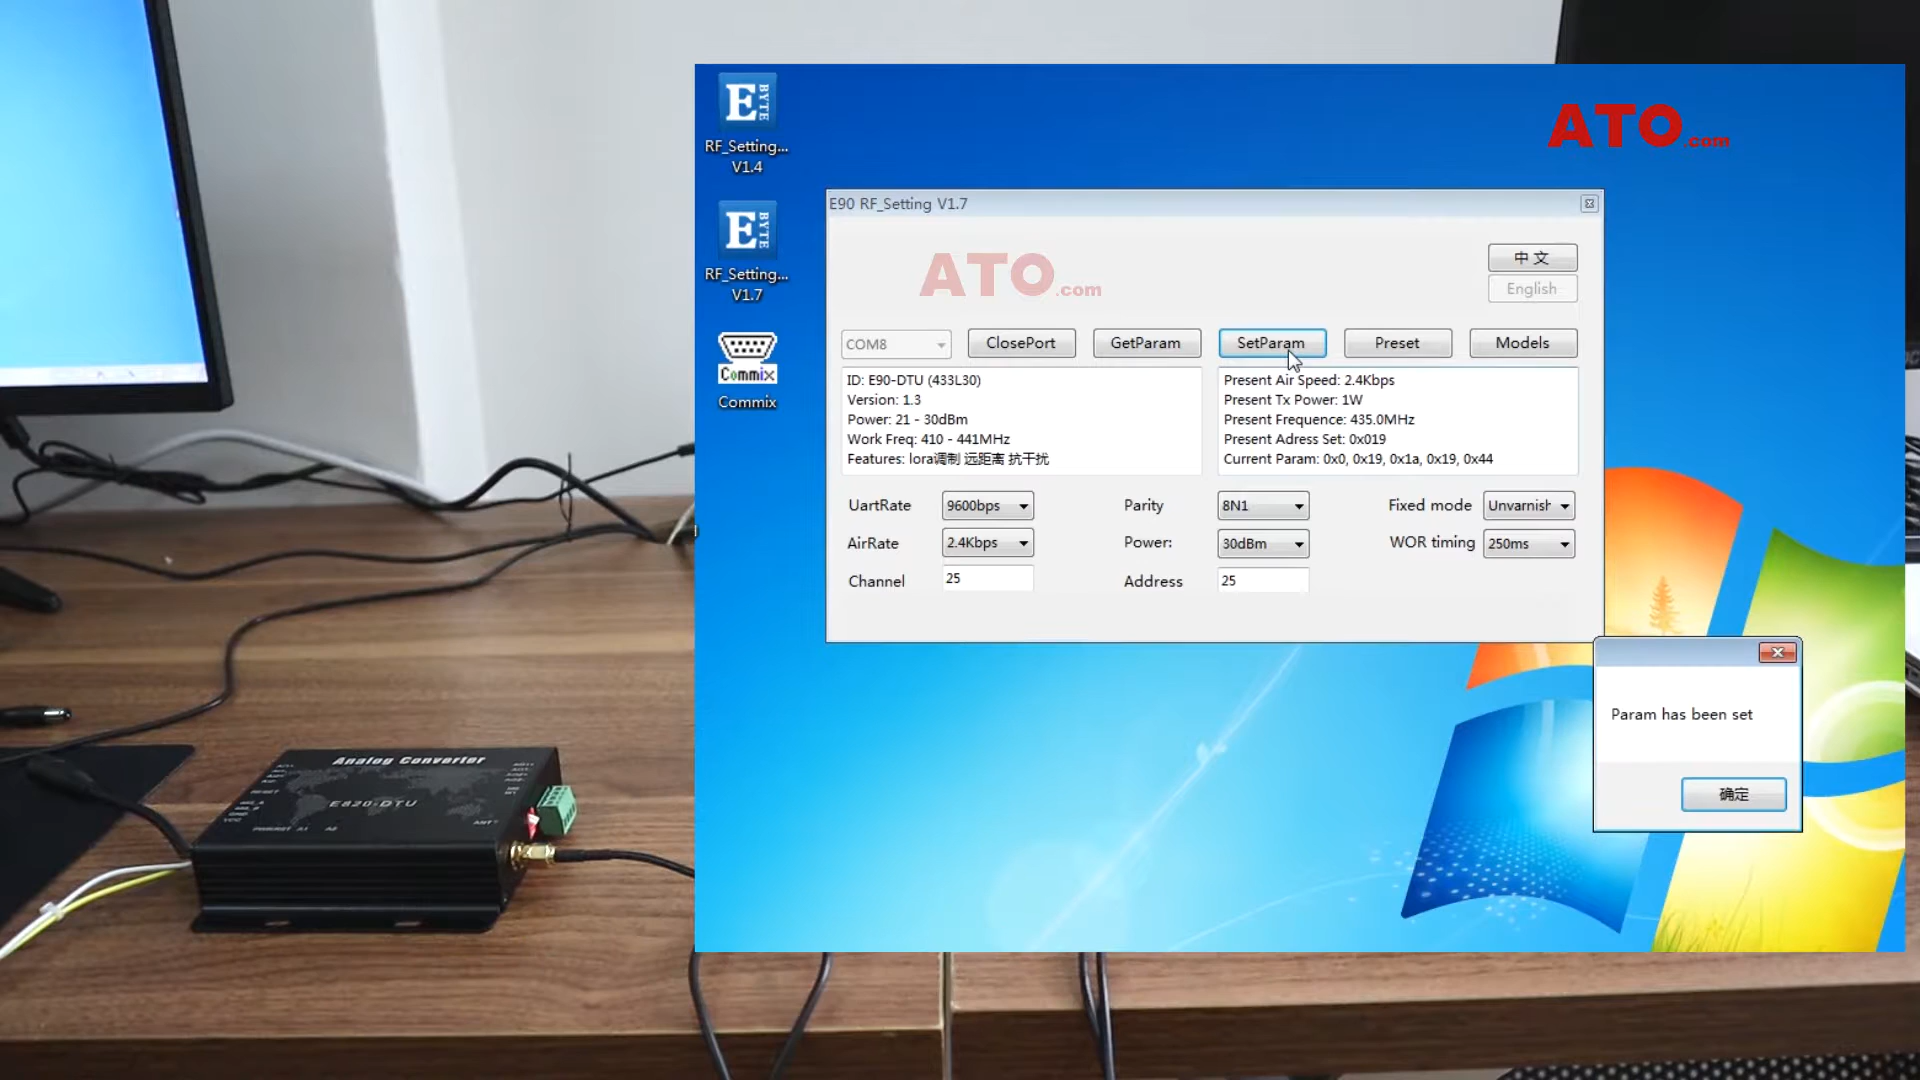 E BYTE
RF_Setting...
V1.4
E BYTE
RF_Setting...
V1.7
Commix
Commix
ATO.com
E90 RF_Setting V1.7
ATO.com
中 文
English
COM8
ClosePort
GetParam
SetParam
Preset
Models
ID: E90-DTU (433L30)
Version: 1.3
Power: 21 - 30dBm
Work Freq: 410 - 441MHz
Features: lora调制 远距离 抗干扰
Present Air Speed: 2.4Kbps
Present Tx Power: 1W
Present Frequence: 435.0MHz
Present Adress Set: 0x019
Current Param: 0x0, 0x19, 0x1a, 0x19, 0x44
UartRate 9600bps
Parity 8N1
Fixed mode Unvarnish
AirRate 2.4Kbps
Power: 30dBm
WOR timing 250ms
Channel 25
Address 25
Param has been set
确定
Analog Converter
E820-DTU